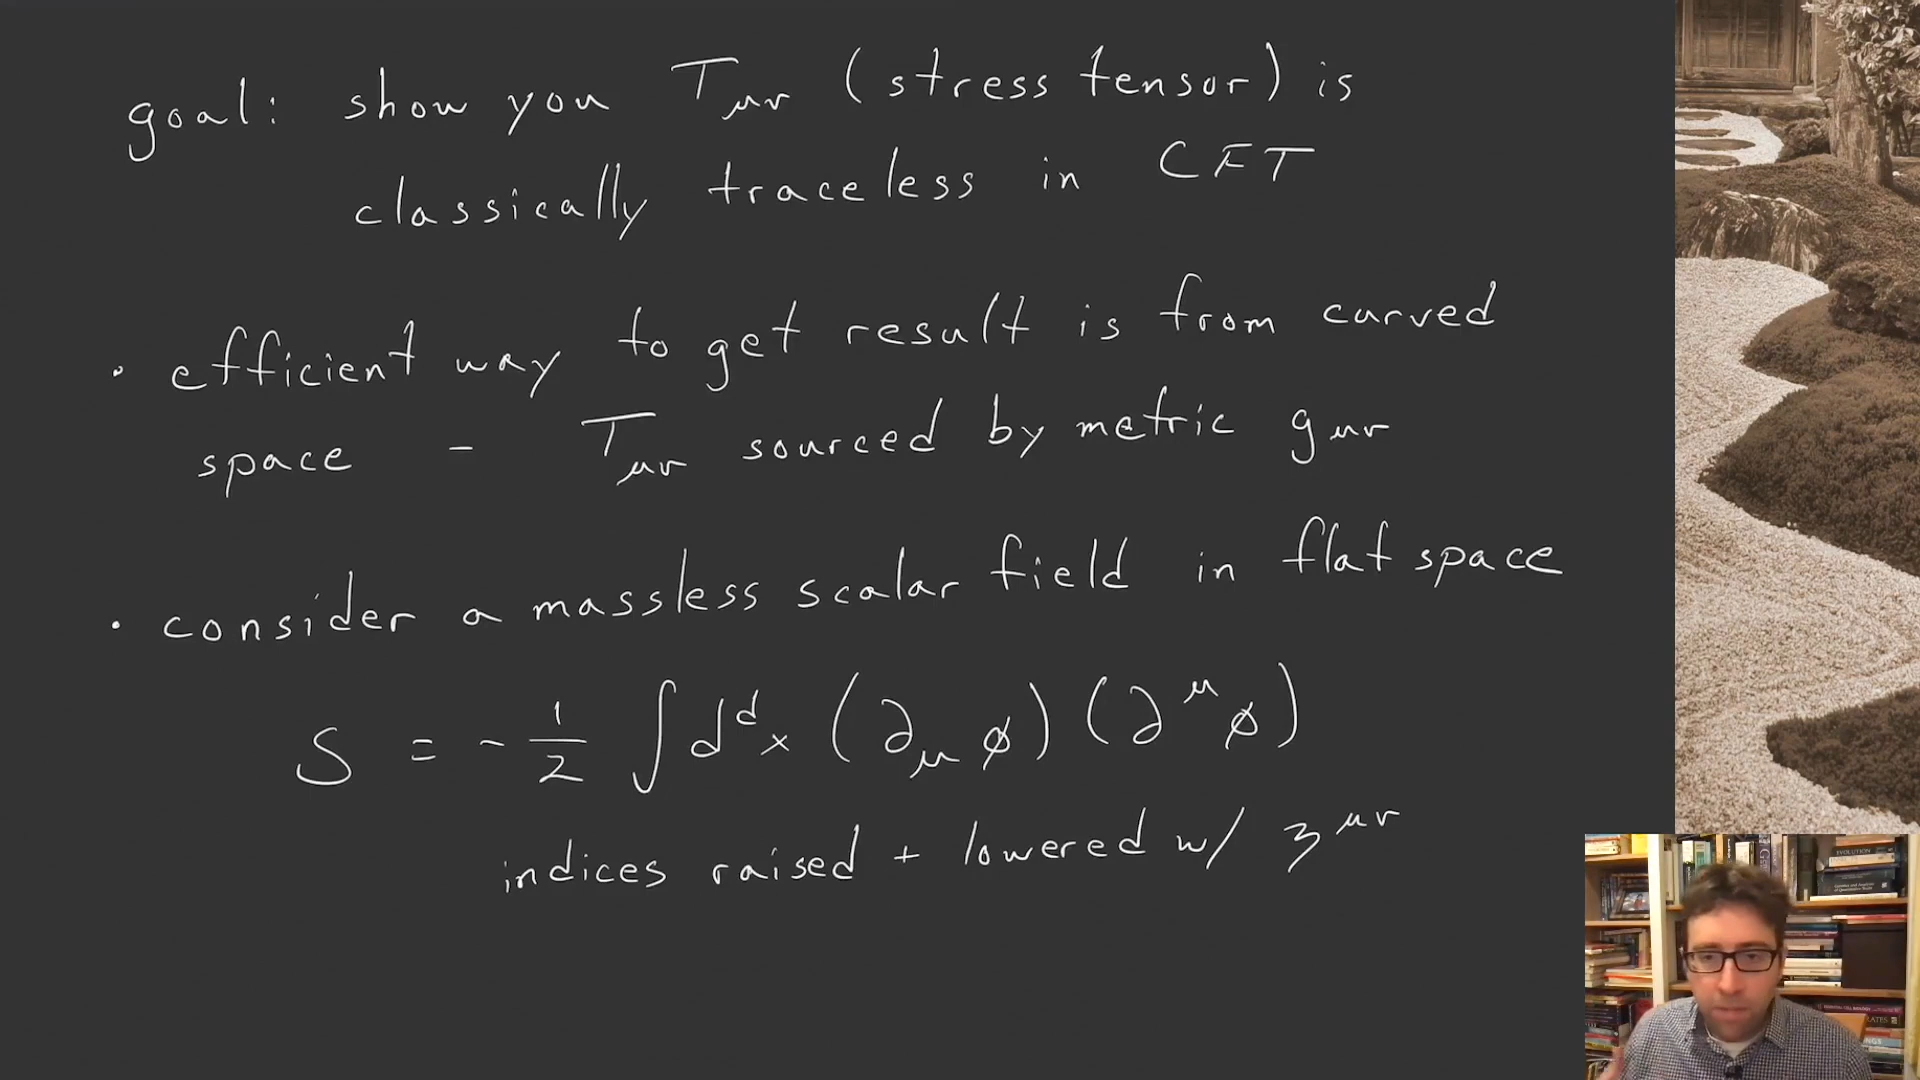 goal: show you Tμν (stress tensor) is
classically traceless in CFT
• efficient way to get result is from curved
space - Tμν sourced by metric gμν
• consider a massless scalar field in flat space
S = -1/2 ∫ d^d x (∂_μ ϕ)(∂^μ ϕ)
indices raised + lowered w/ η^μν
EVOLUTION